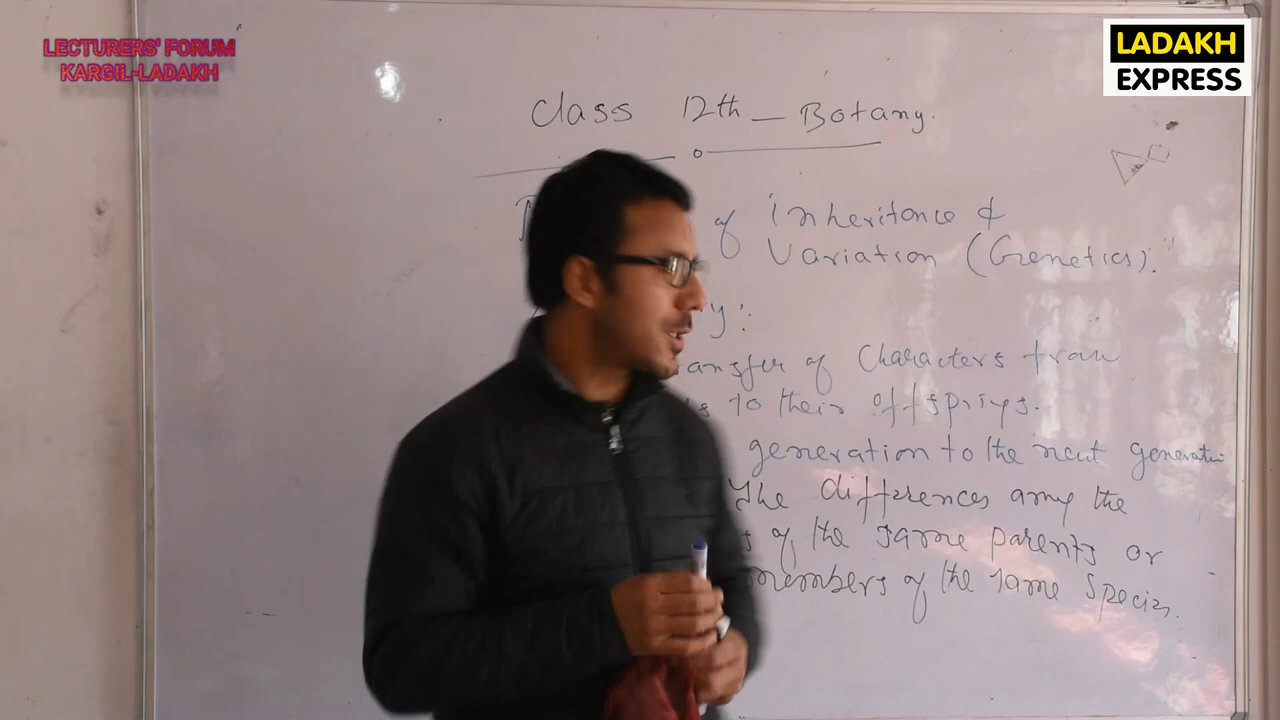 LECTURERS' FORUM
KARGIL-LADAKH
LADAKH
EXPRESS
Class 12th _ Botany.
of Inheritance &
Variation (Genetics).
y:
ansfer of Characters from
ts to their offsprings.
generation to the next generation
The differences among the
s of the same parents or
members of the same Species.